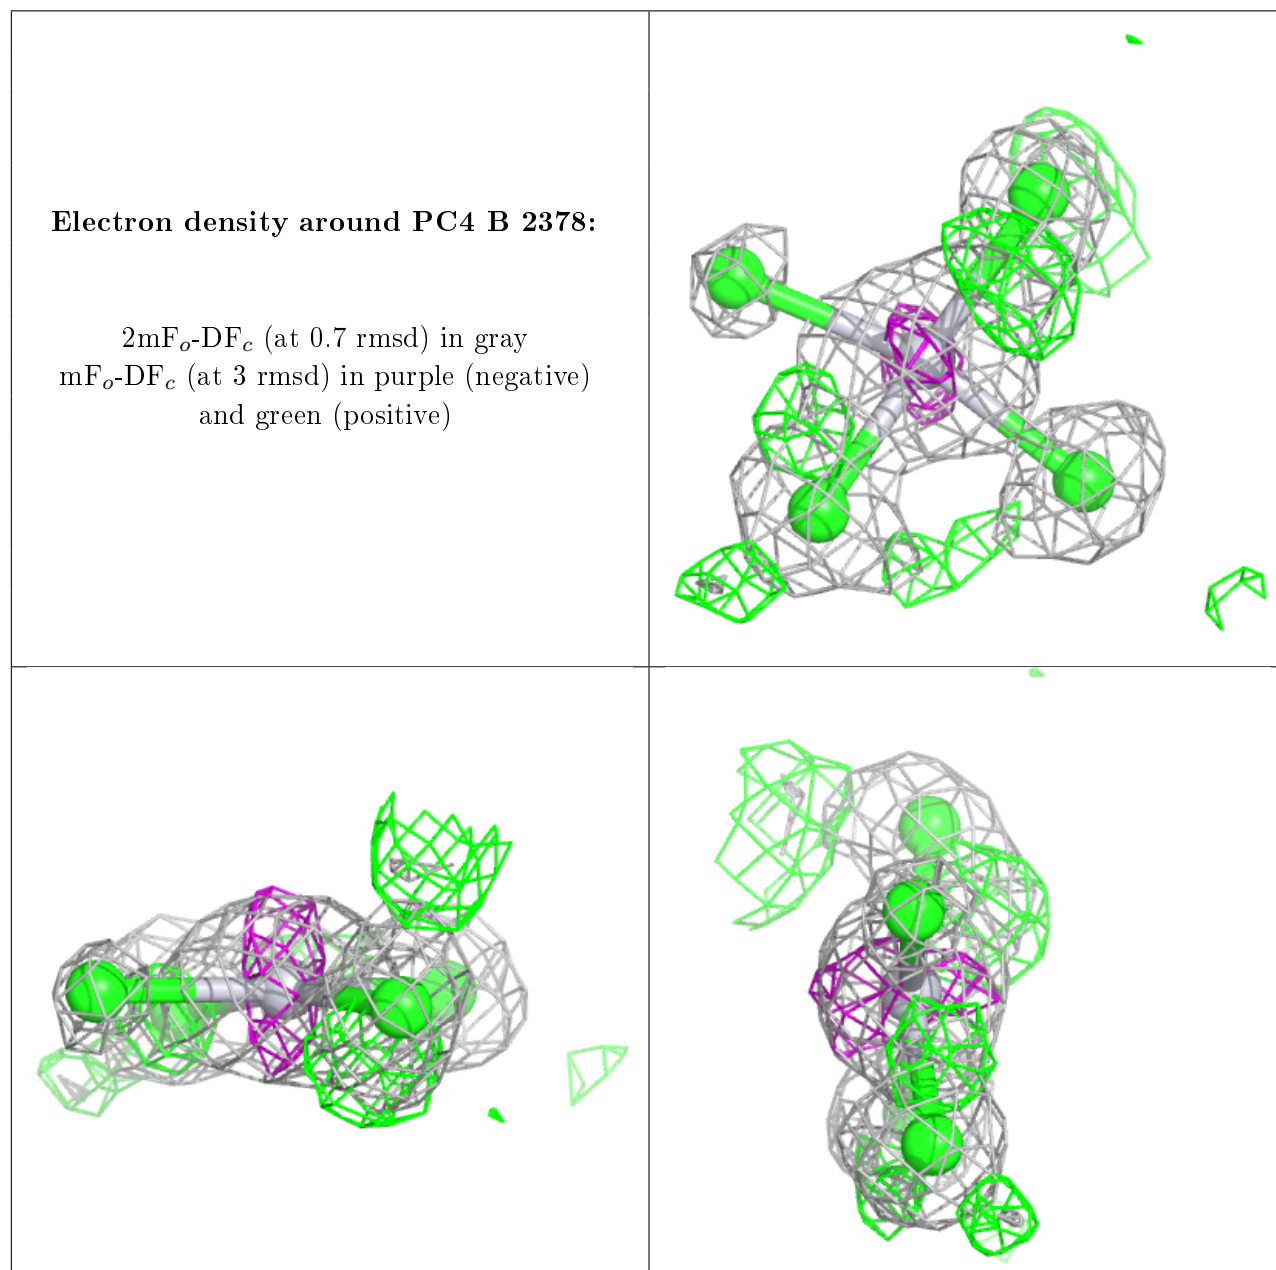 Electron density around PC4 B 2378:
2mFo-DFc (at 0.7 rmsd) in gray
mFo-DFc (at 3 rmsd) in purple (negative)
and green (positive)